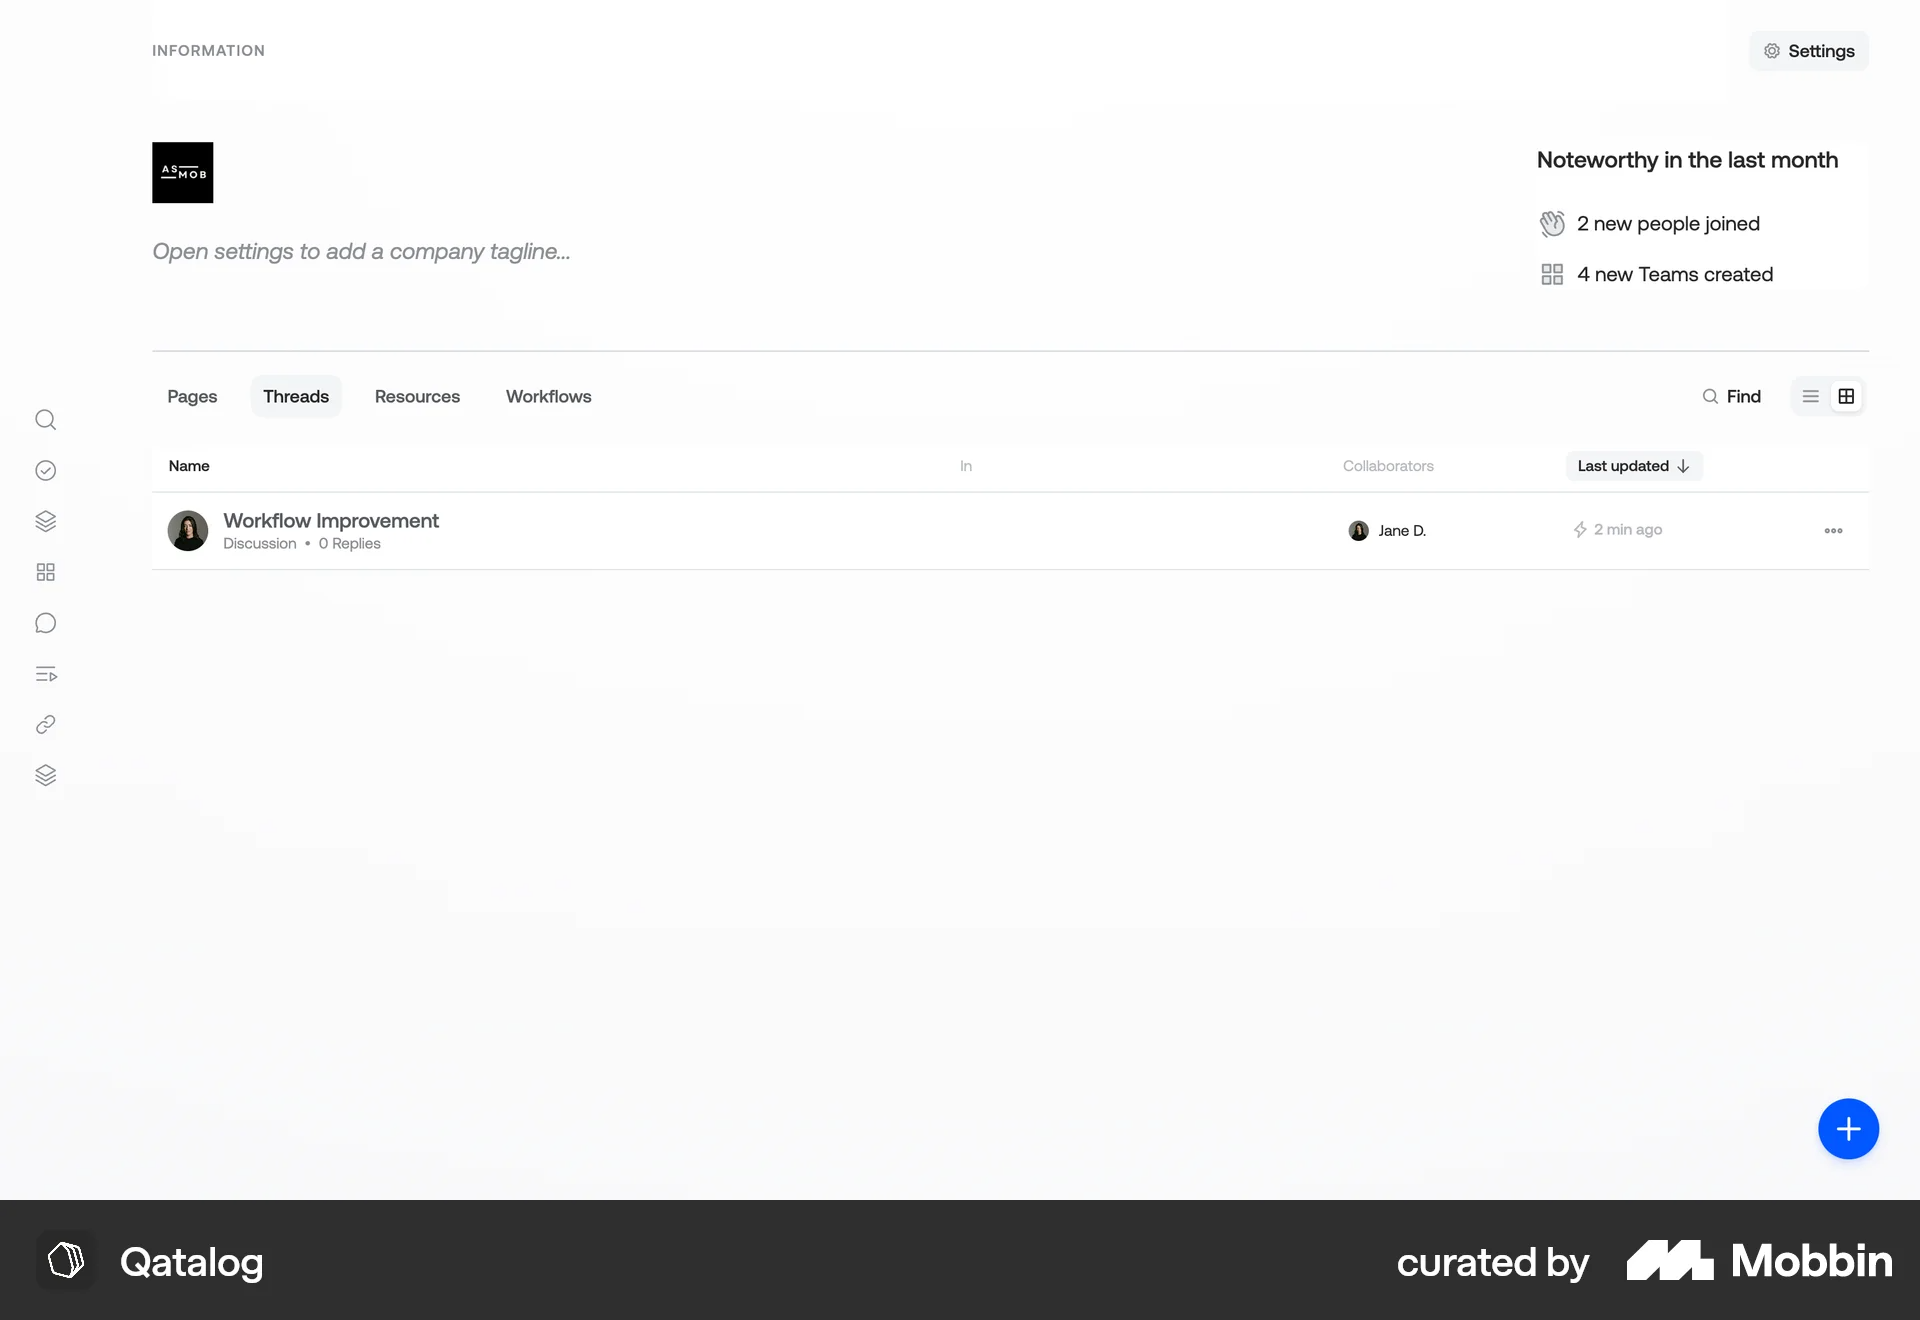 INFORMATION
Settings
AS
MOB
Open settings to add a company tagline...
Noteworthy in the last month
2 new people joined
4 new Teams created
Pages Threads Resources Workflows
Find
Name In Collaborators Last updated
Workflow Improvement
Discussion • 0 Replies
Jane D.
2 min ago
Qatalog
curated by Mobbin